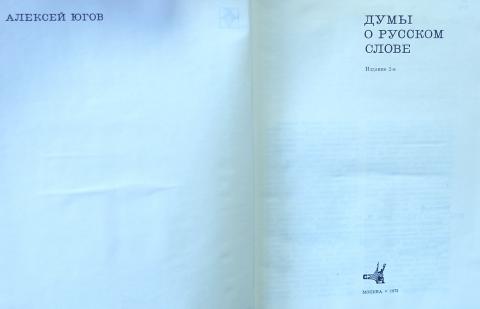 АЛЕКСЕЙ ЮГОВ
ДУМЫ
О РУССКОМ
СЛОВЕ
Издание 2-е
МОСКВА •